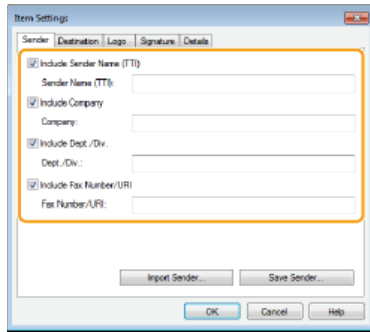 Item Settings
Sender Destination Logo Signature Details
Include Sender Name (TTI)
Sender Name (TTI):
Include Company
Company:
Include Dept./Div.
Dept./Div.:
Include Fax Number/URI
Fax Number/URI:
Import Sender... Save Sender...
OK Cancel Help